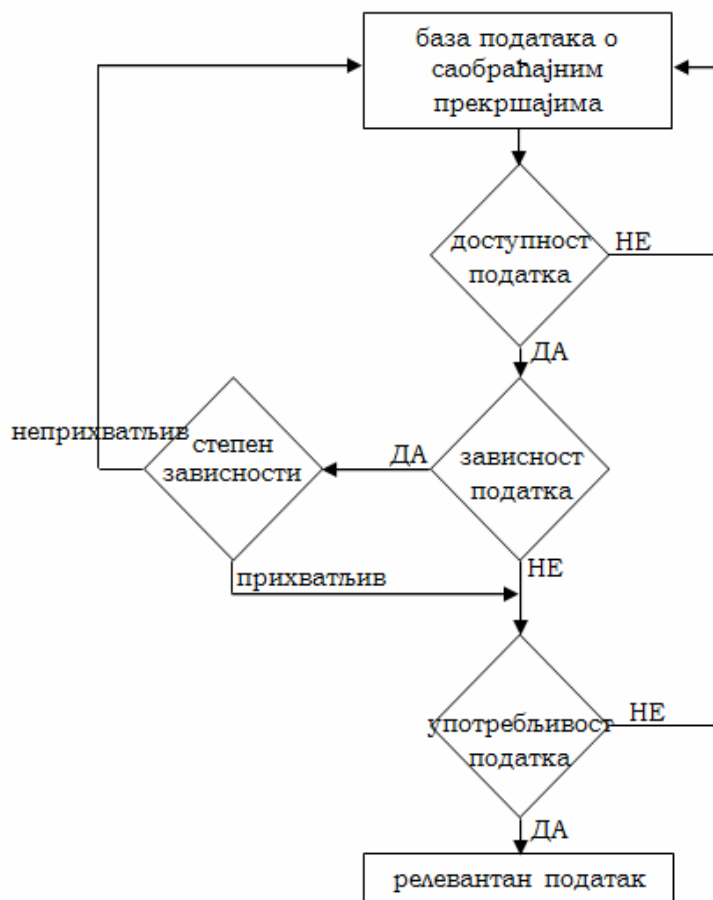 база података о
саобраћајним
прекршајима
доступност
податка
НЕ
ДА
неприхватљив
степен
зависности
ДА
зависност
податка
НЕ
прихватљив
употребљивост
податка
НЕ
ДА
релевантан податак